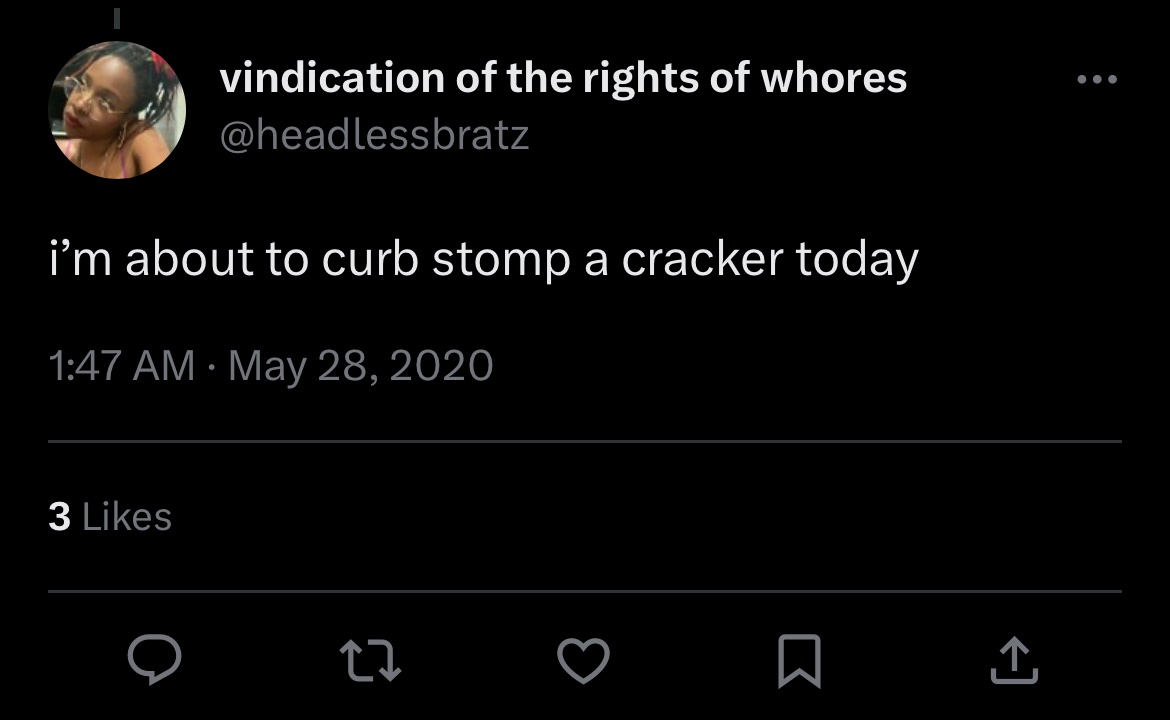 vindication of the rights of whores
@headlessbratz
i’m about to curb stomp a cracker today
1:47 AM · May 28, 2020
3 Likes